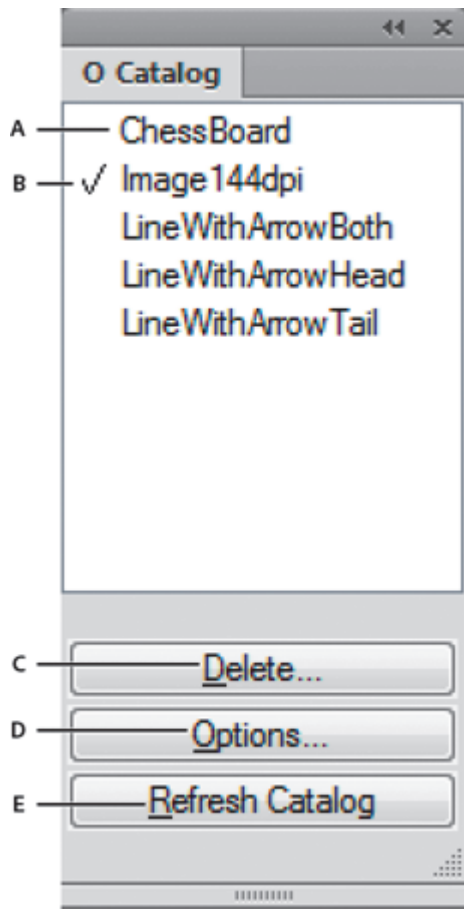 O Catalog
A ChessBoard
B ✓ Image144dpi
LineWithArrowBoth
LineWithArrowHead
LineWithArrowTail
C Delete...
D Options...
E Refresh Catalog